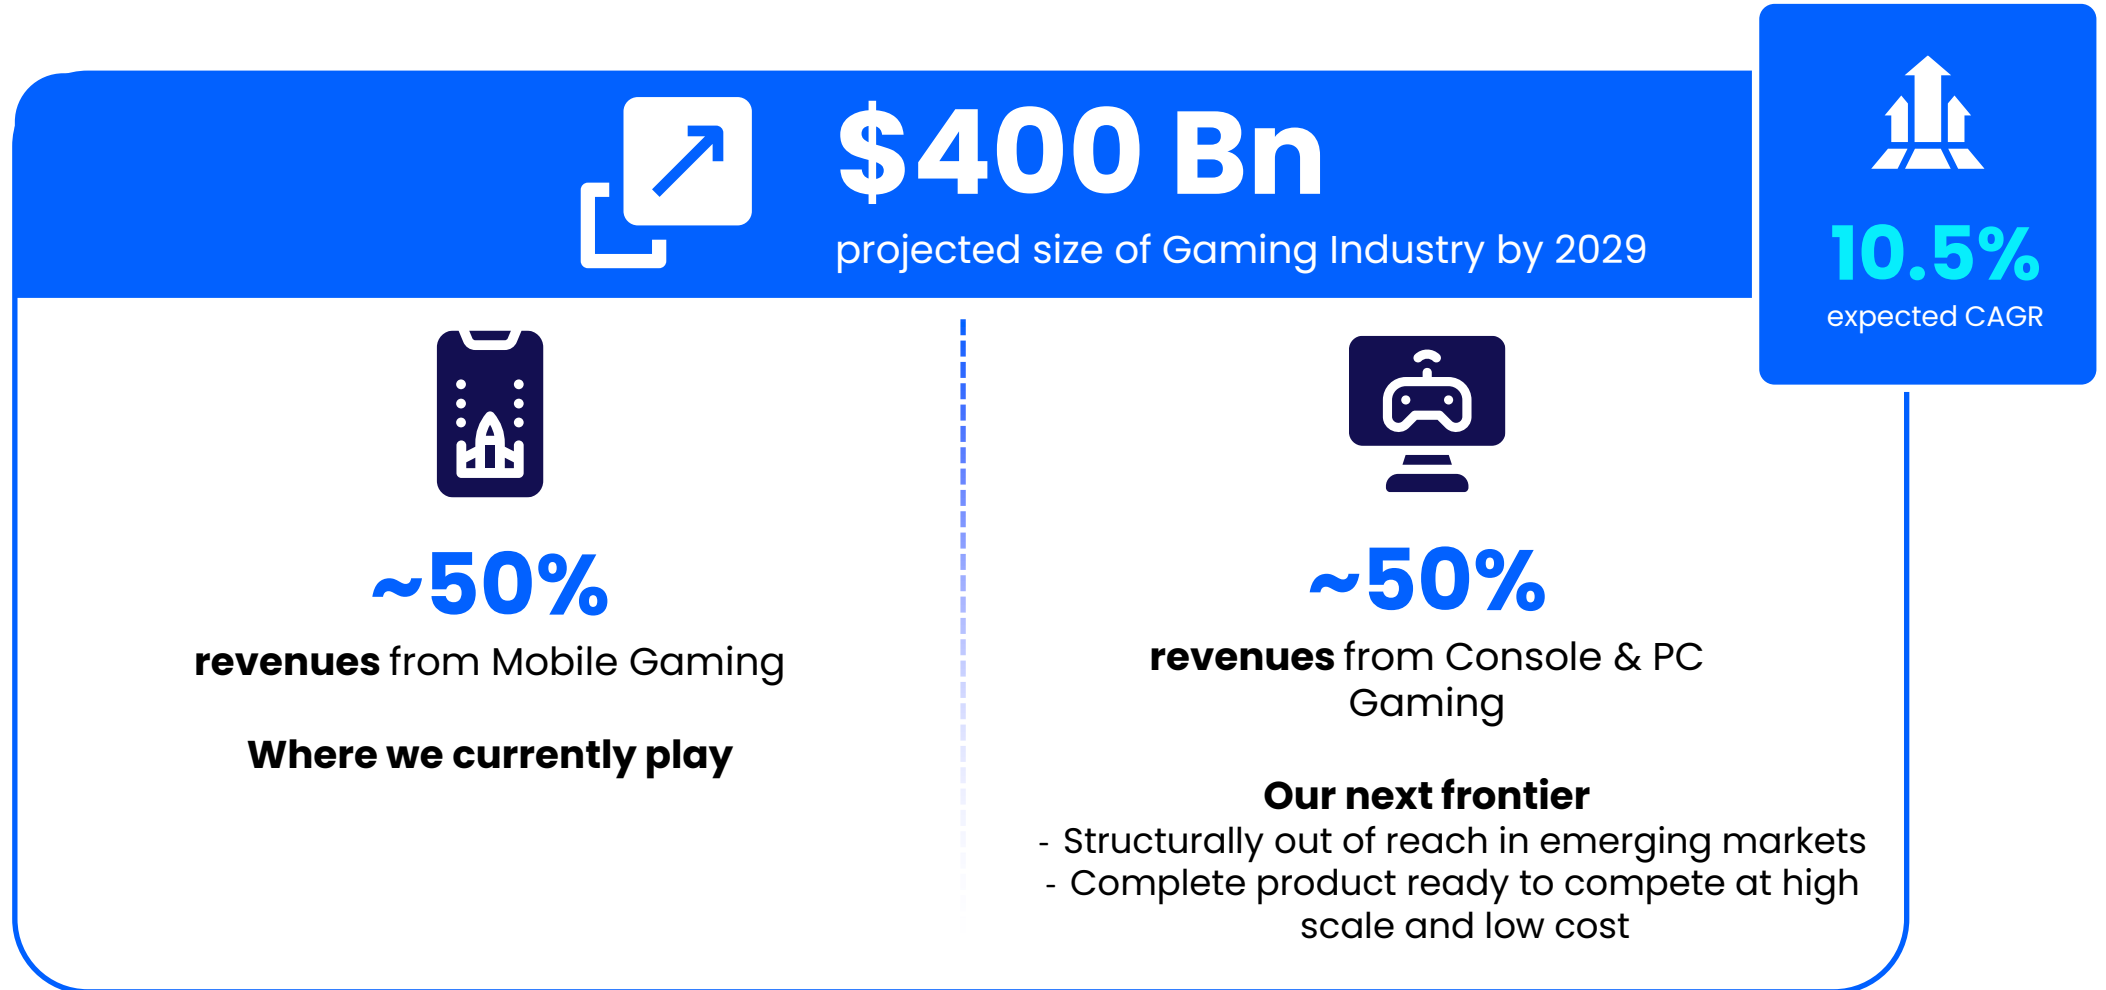 $400 Bn
projected size of Gaming Industry by 2029
10.5%
expected CAGR
~50%
revenues from Mobile Gaming
Where we currently play
~50%
revenues from Console & PC
Gaming
Our next frontier
- Structurally out of reach in emerging markets
- Complete product ready to compete at high
scale and low cost